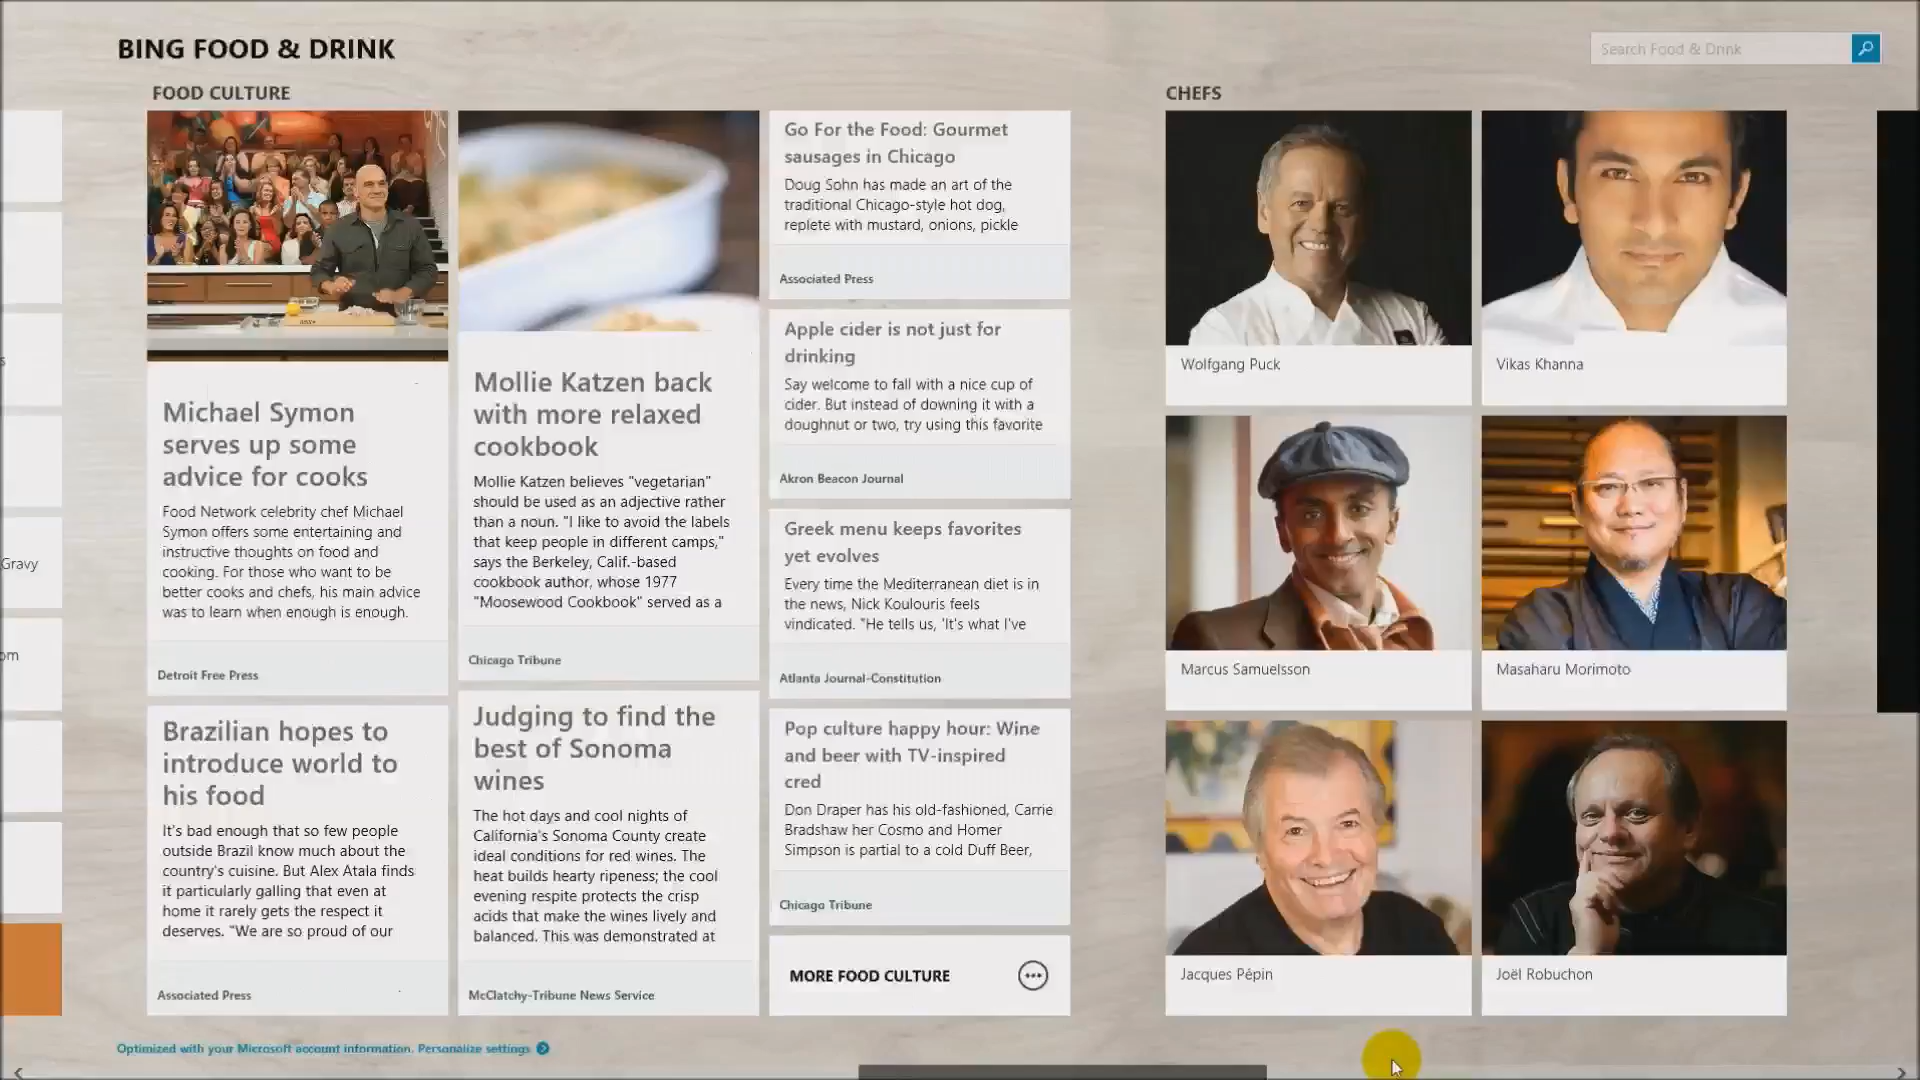 BING FOOD & DRINK
Search Food & Drink
FOOD CULTURE
Michael Symon
serves up some
advice for cooks
Food Network celebrity chef Michael
Symon offers some entertaining and
instructive thoughts on food and
cooking. For those who want to be
better cooks and chefs, his main advice
was to learn when enough is enough.
Detroit Free Press
Brazilian hopes to
introduce world to
his food
It's bad enough that so few people
outside Brazil know much about the
country's cuisine. But Alex Atala finds
it particularly galling that even at
home it rarely gets the respect it
deserves. "We are so proud of our
Associated Press
Mollie Katzen back
with more relaxed
cookbook
Mollie Katzen believes "vegetarian"
should be used as an adjective rather
than a noun. "I like to avoid the labels
that keep people in different camps,"
says the Berkeley, Calif.-based
cookbook author, whose 1977
"Moosewood Cookbook" served as a
Chicago Tribune
Judging to find the
best of Sonoma
wines
The hot days and cool nights of
California's Sonoma County create
ideal conditions for red wines. The
heat builds hearty ripeness; the cool
evening respite protects the crisp
acids that make the wines lively and
balanced. This was demonstrated at
McClatchy-Tribune News Service
Go For the Food: Gourmet
sausages in Chicago
Doug Sohn has made an art of the
traditional Chicago-style hot dog,
replete with mustard, onions, pickle
Associated Press
Apple cider is not just for
drinking
Say welcome to fall with a nice cup of
cider. But instead of downing it with a
doughnut or two, try using this favorite
Akron Beacon Journal
Greek menu keeps favorites
yet evolves
Every time the Mediterranean diet is in
the news, Nick Koulouris feels
vindicated. "He tells us, 'It's what I've
Atlanta Journal-Constitution
Pop culture happy hour: Wine
and beer with TV-inspired
cred
Don Draper has his old-fashioned, Carrie
Bradshaw her Cosmo and Homer
Simpson is partial to a cold Duff Beer,
Chicago Tribune
MORE FOOD CULTURE
CHEFS
Wolfgang Puck
Vikas Khanna
Marcus Samuelsson
Masaharu Morimoto
Jacques Pépin
Joël Robuchon
Gravy
om
Optimized with your Microsoft account information. Personalize settings